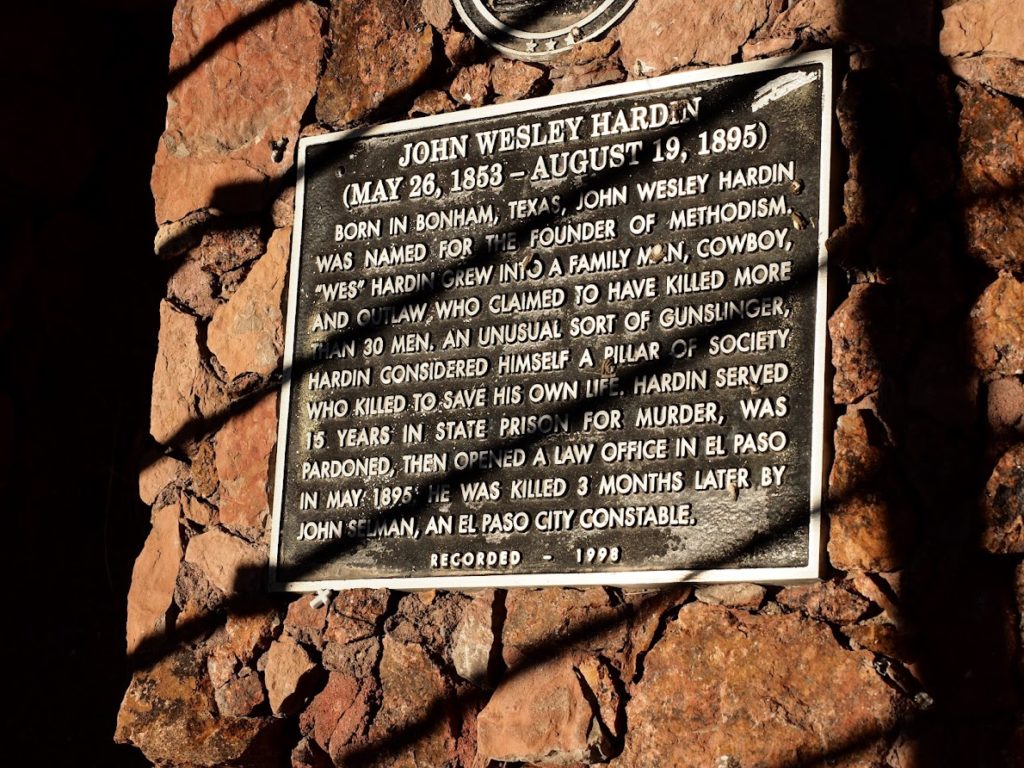 JOHN WESLEY HARDIN
(MAY 26, 1853 – AUGUST 19, 1895)
BORN IN BONHAM, TEXAS, JOHN WESLEY HARDIN
WAS NAMED FOR THE FOUNDER OF METHODISM.
"WES" HARDIN GREW INTO A FAMILY MAN, COWBOY,
AND OUTLAW WHO CLAIMED TO HAVE KILLED MORE
THAN 30 MEN. AN UNUSUAL SORT OF GUNSLINGER,
HARDIN CONSIDERED HIMSELF A PILLAR OF SOCIETY
WHO KILLED TO SAVE HIS OWN LIFE. HARDIN SERVED
15 YEARS IN STATE PRISON FOR MURDER, WAS
PARDONED, THEN OPENED A LAW OFFICE IN EL PASO
IN MAY 1895. HE WAS KILLED 3 MONTHS LATER BY
JOHN SELMAN, AN EL PASO CITY CONSTABLE.
RECORDED – 1998